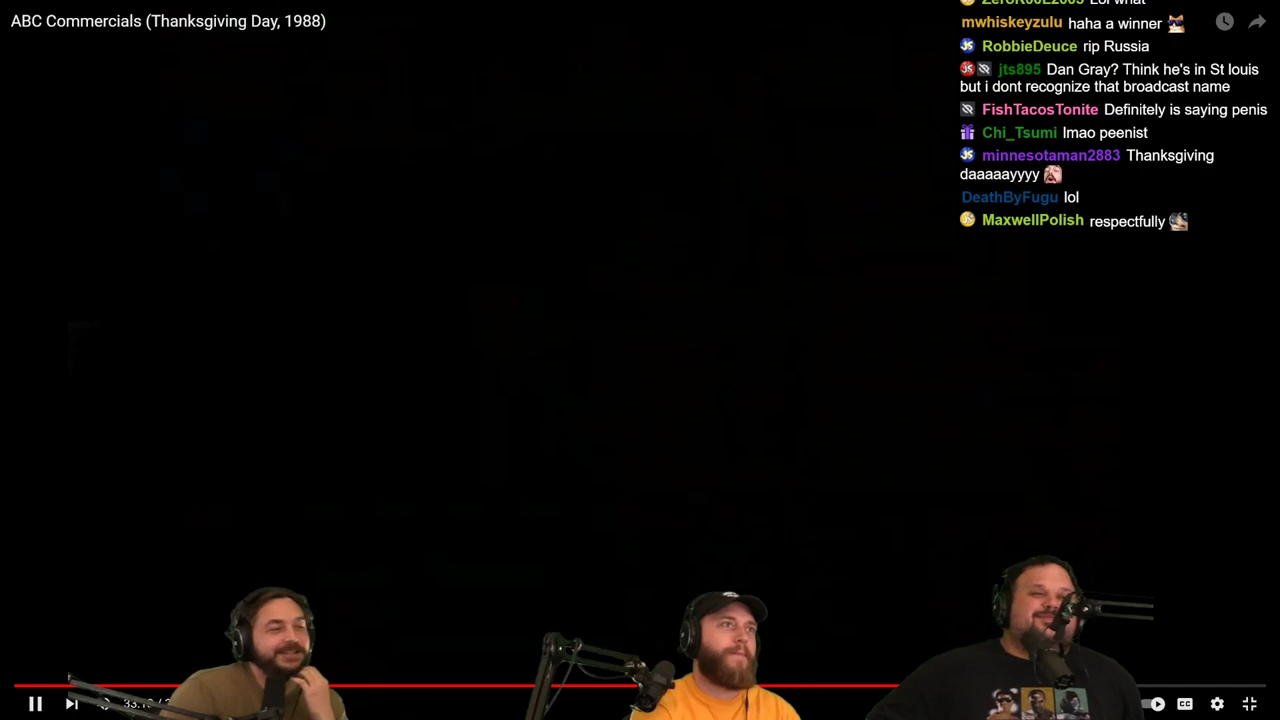 ABC Commercials (Thanksgiving Day, 1988)
mwhiskeyzulu haha a winner
RobbieDeuce rip Russia
jts895 Dan Gray? Think he's in St louis
but i dont recognize that broadcast name
FishTacosTonite Definitely is saying penis
Chi_Tsumi lmao peenist
minnesotaman2883 Thanksgiving
daaaaayyyy
DeathByFugu lol
MaxwellPolish respectfully
CC